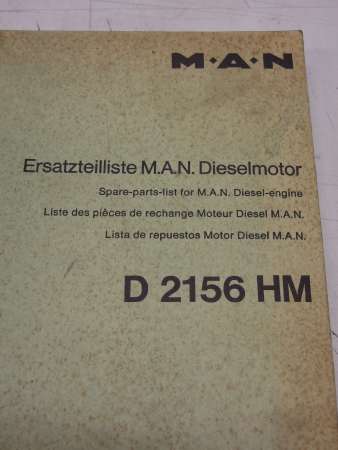 M·A·N
Ersatzteilliste M.A.N. Dieselmotor
Spare-parts-list for M.A.N. Diesel-engine
Liste des pièces de rechange Moteur Diesel M.A.N.
Lista de repuestos Motor Diesel M.A.N.
D 2156 HM